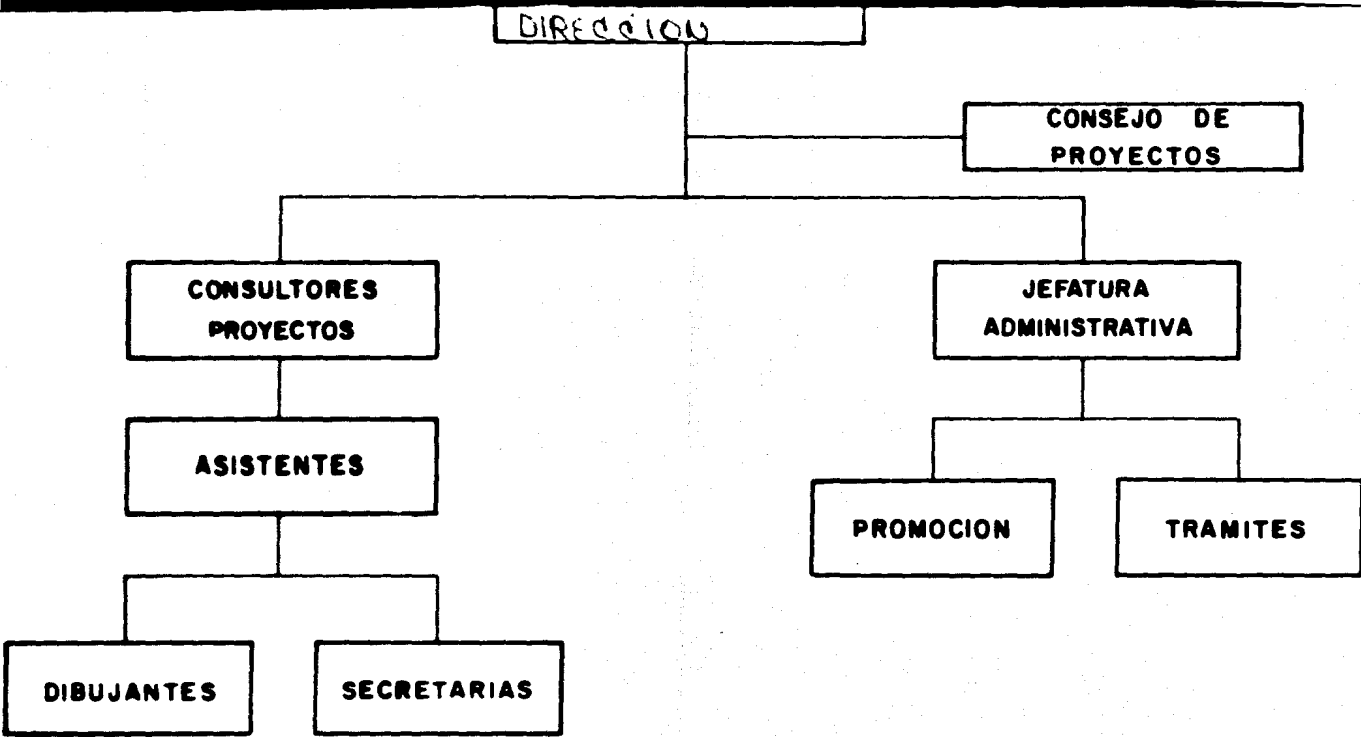 DIRECCION
CONSEJO DE
PROYECTOS
CONSULTORES
PROYECTOS
JEFATURA
ADMINISTRATIVA
ASISTENTES
PROMOCION
TRAMITES
DIBUJANTES
SECRETARIAS